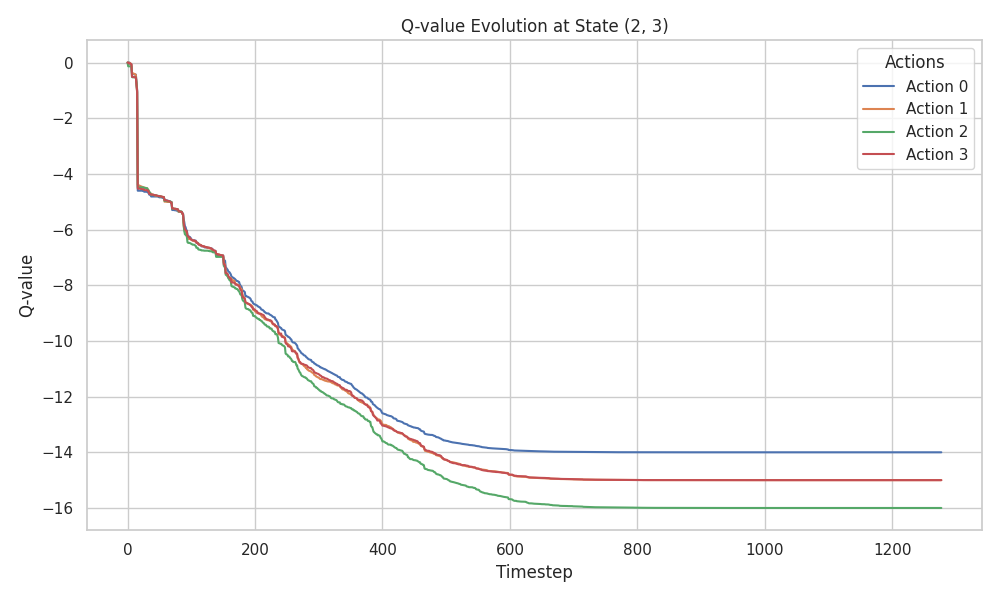 Q-value Evolution at State (2, 3)
Actions
Action 0
Action 1
Action 2
Action 3
Q-value
0
−2
−4
−6
−8
−10
−12
−14
−16
0 200 400 600 800 1000 1200
Timestep